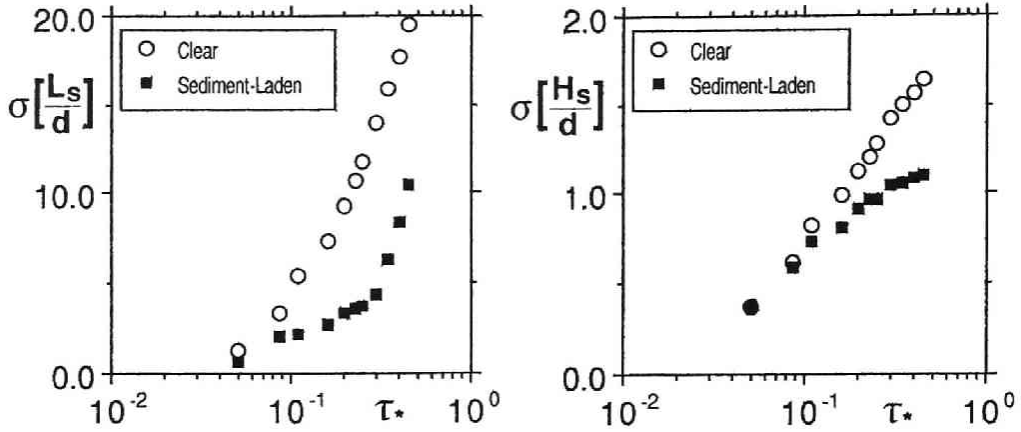 20.0
Clear
Sediment-Laden
σ[Ls/d]
10.0
0.0
10⁻²
10⁻¹
τ*
10⁰
2.0
Clear
Sediment-Laden
σ[Hs/d]
1.0
0.0
10⁻²
10⁻¹
τ*
10⁰